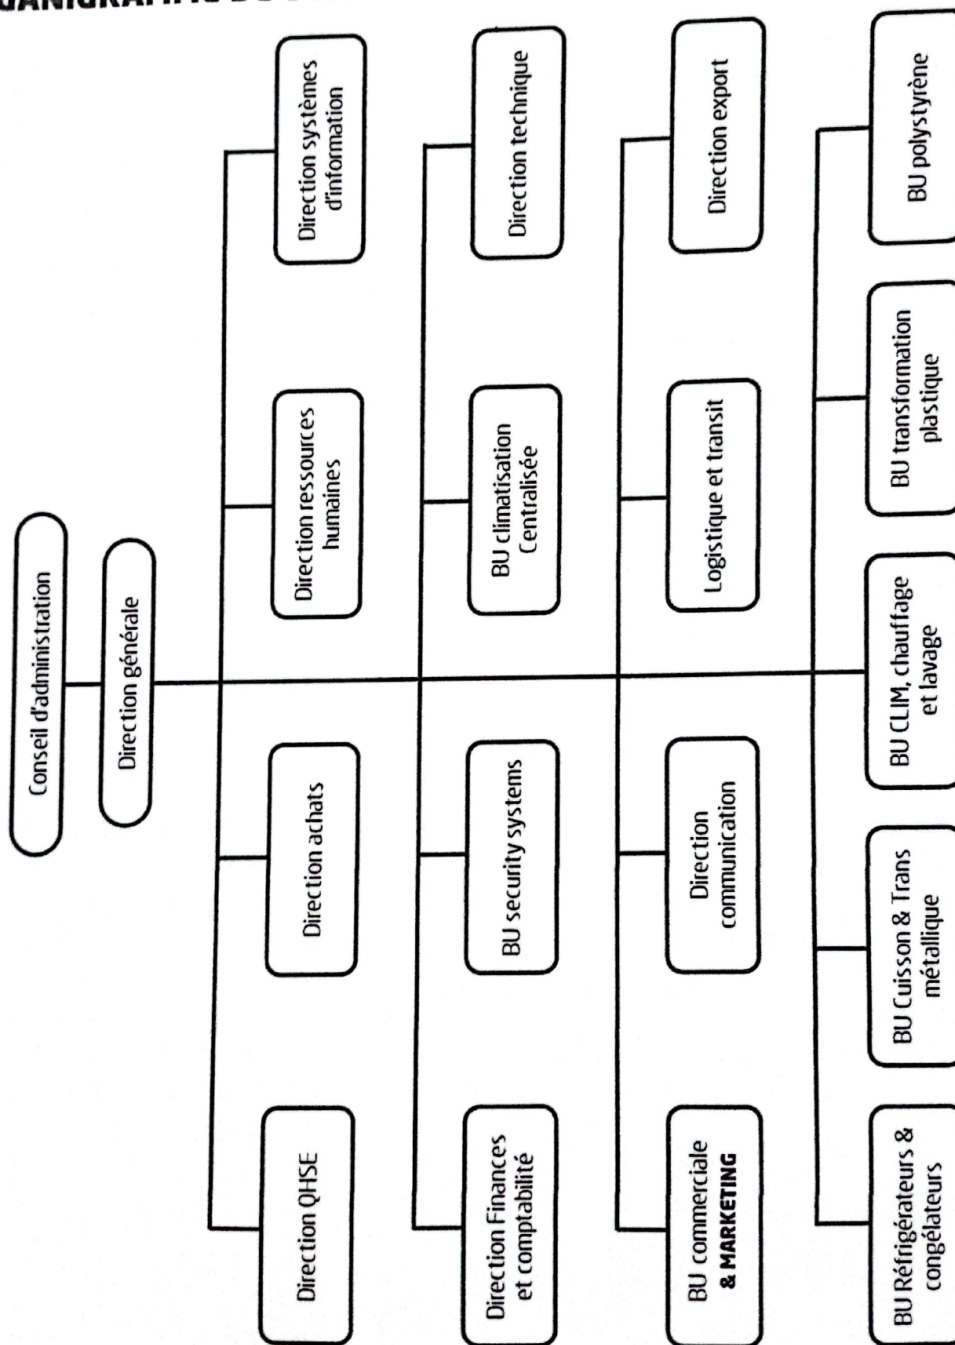 Conseil d'administration
Direction générale
Direction QHSE
Direction achats
Direction ressources
humaines
Direction systèmes
d'information
Direction Finances
et comptabilité
BU security systems
BU climatisation
Centralisée
Direction technique
BU commerciale
& MARKETING
Direction
communication
Logistique et transit
Direction export
BU Réfrigérateurs &
congélateurs
BU Cuisson & Trans
métallique
BU CLIM, chauffage
et lavage
BU transformation
plastique
BU polystyrène